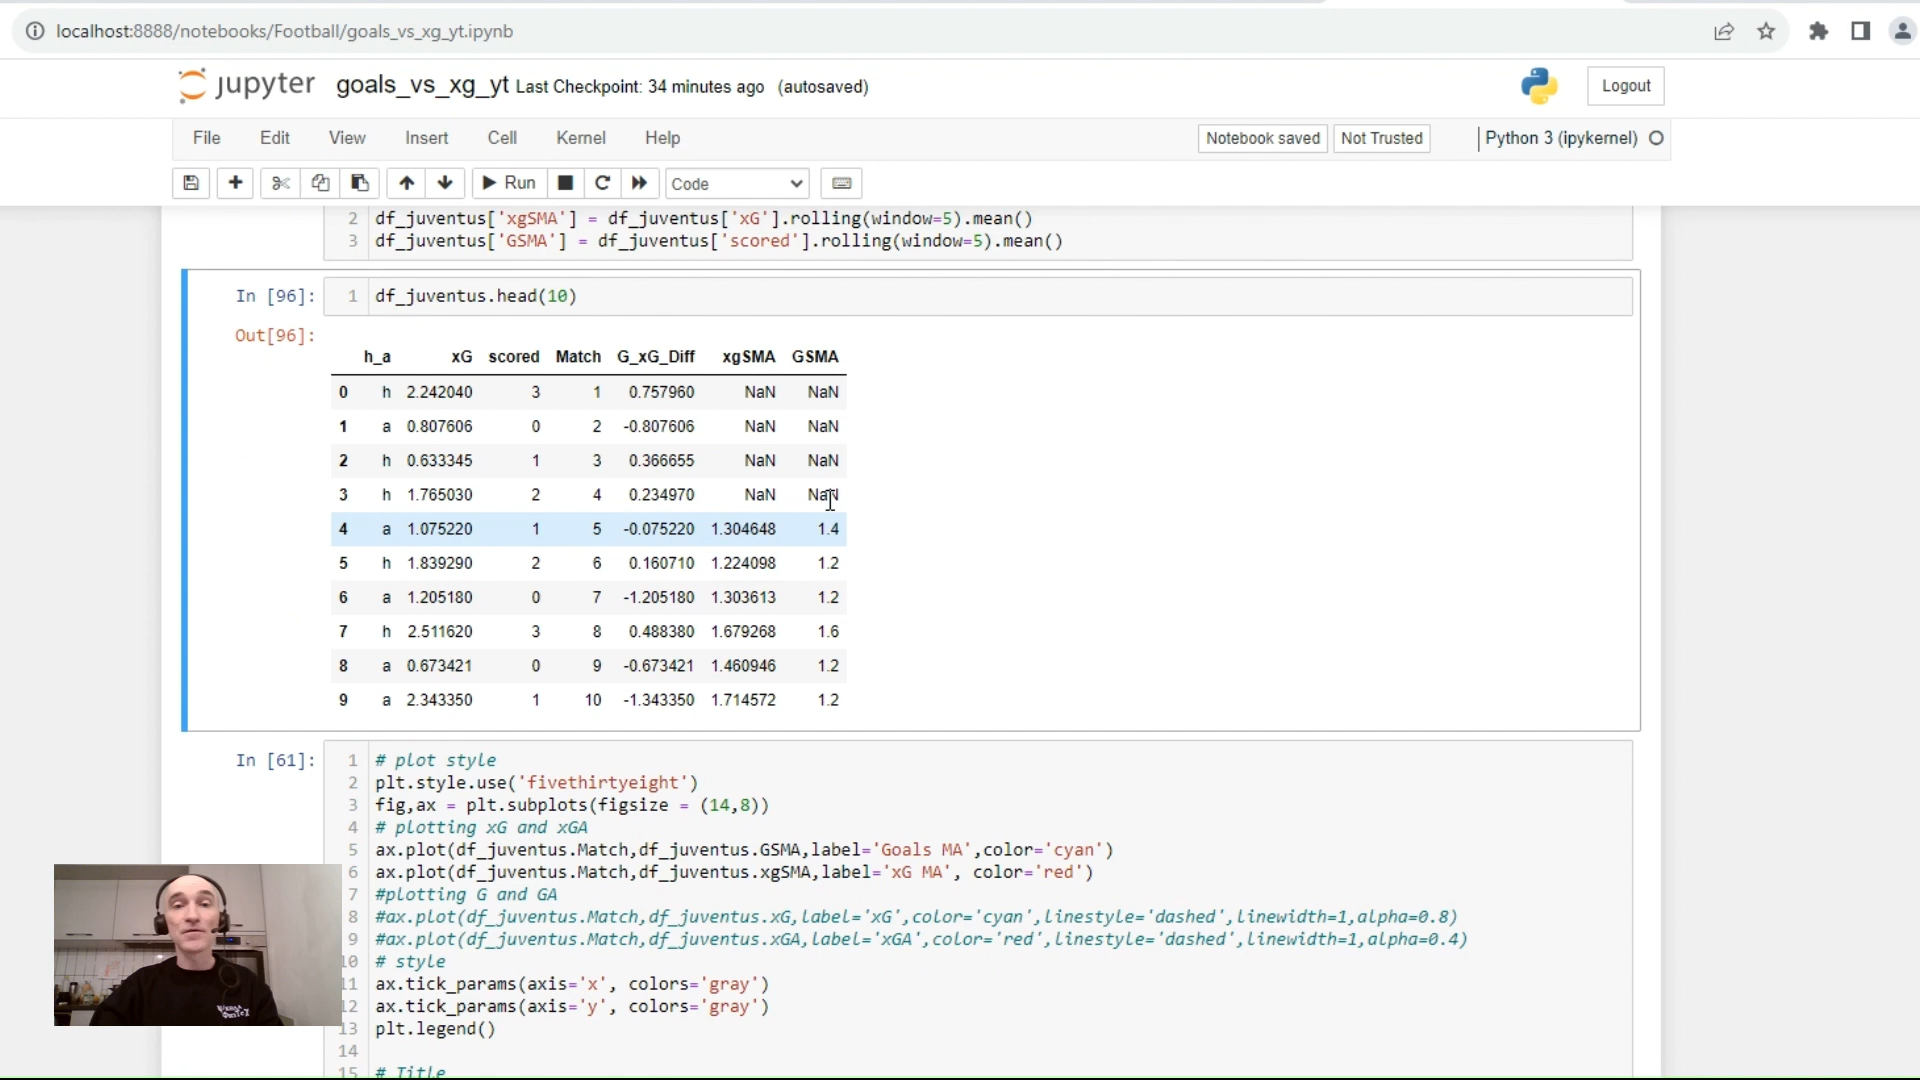 localhost:8888/notebooks/Football/goals_vs_xg_yt.ipynb
jupyter goals_vs_xg_yt Last Checkpoint: 34 minutes ago (autosaved) Logout
File Edit View Insert Cell Kernel Help Notebook saved Not Trusted Python 3 (ipykernel)
Run Code
2 df_juventus['xgSMA'] = df_juventus['xG'].rolling(window=5).mean()
3 df_juventus['GSMA'] = df_juventus['scored'].rolling(window=5).mean()
In [96]: 1 df_juventus.head(10)
Out[96]:
h_a xG scored Match G_xG_Diff xgSMA GSMA
0 h 2.242040 3 1 0.757960 NaN NaN
1 a 0.807606 0 2 -0.807606 NaN NaN
2 h 0.633345 1 3 0.366655 NaN NaN
3 h 1.765030 2 4 0.234970 NaN NaN
4 a 1.075220 1 5 -0.075220 1.304648 1.4
5 h 1.839290 2 6 0.160710 1.224098 1.2
6 a 1.205180 0 7 -1.205180 1.303613 1.2
7 h 2.511620 3 8 0.488380 1.679268 1.6
8 a 0.673421 0 9 -0.673421 1.460946 1.2
9 a 2.343350 1 10 -1.343350 1.714572 1.2
In [61]: 1 # plot style
2 plt.style.use('fivethirtyeight')
3 fig,ax = plt.subplots(figsize = (14,8))
4 # plotting xG and xGA
5 ax.plot(df_juventus.Match,df_juventus.GSMA,label='Goals MA',color='cyan')
6 ax.plot(df_juventus.Match,df_juventus.xgSMA,label='xG MA', color='red')
7 #plotting G and GA
8 #ax.plot(df_juventus.Match,df_juventus.xG,label='xG',color='cyan',linestyle='dashed',linewidth=1,alpha=0.8)
9 #ax.plot(df_juventus.Match,df_juventus.xGA,label='xGA',color='red',linestyle='dashed',linewidth=1,alpha=0.4)
10 # style
11 ax.tick_params(axis='x', colors='gray')
12 ax.tick_params(axis='y', colors='gray')
13 plt.legend()
14
15 # Title